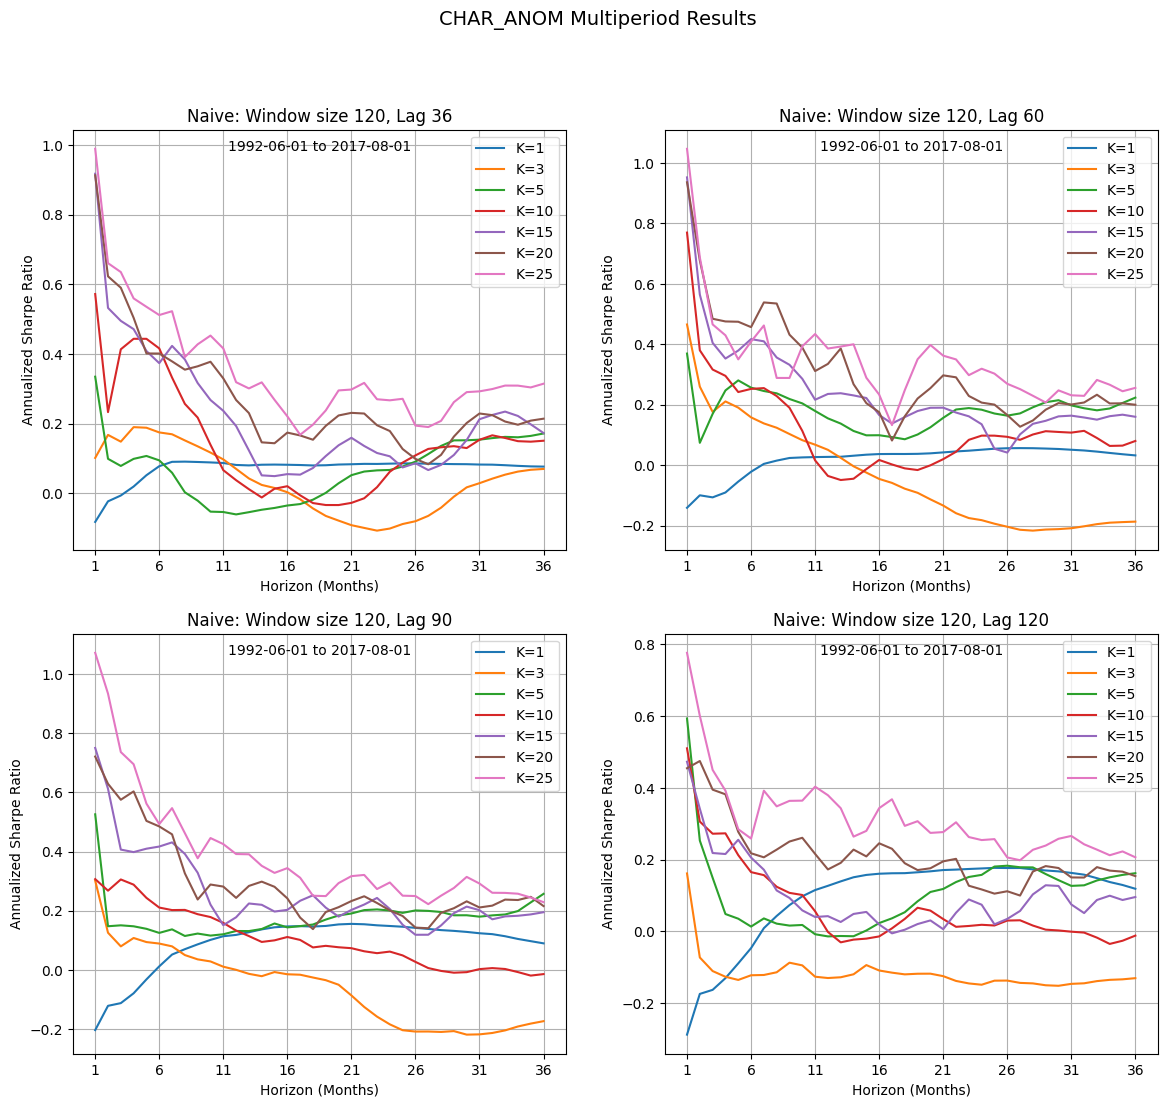 CHAR_ANOM Multiperiod Results
Naive: Window size 120, Lag 36
1992-06-01 to 2017-08-01
K=1
K=3
K=5
K=10
K=15
K=20
K=25
1.0
0.8
0.6
0.4
0.2
0.0
Annualized Sharpe Ratio
1 6 11 16 21 26 31 36
Horizon (Months)
Naive: Window size 120, Lag 60
1992-06-01 to 2017-08-01
K=1
K=3
K=5
K=10
K=15
K=20
K=25
1.0
0.8
0.6
0.4
0.2
0.0
−0.2
Annualized Sharpe Ratio
1 6 11 16 21 26 31 36
Horizon (Months)
Naive: Window size 120, Lag 90
1992-06-01 to 2017-08-01
K=1
K=3
K=5
K=10
K=15
K=20
K=25
1.0
0.8
0.6
0.4
0.2
0.0
−0.2
Annualized Sharpe Ratio
1 6 11 16 21 26 31 36
Horizon (Months)
Naive: Window size 120, Lag 120
1992-06-01 to 2017-08-01
K=1
K=3
K=5
K=10
K=15
K=20
K=25
0.8
0.6
0.4
0.2
0.0
−0.2
Annualized Sharpe Ratio
1 6 11 16 21 26 31 36
Horizon (Months)